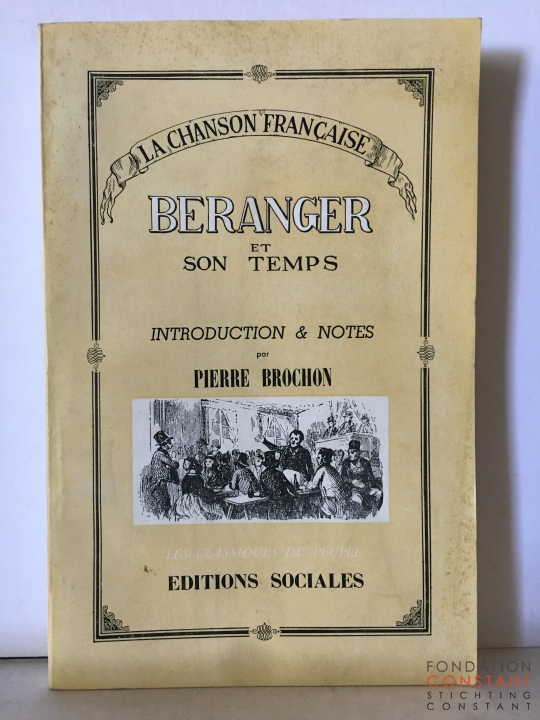 LA CHANSON FRANÇAISE
BERANGER
ET
SON TEMPS
INTRODUCTION & NOTES
par
PIERRE BROCHON
LES CLASSIQUES DU PEUPLE
EDITIONS SOCIALES
FONDATION
CONSTANT
STICHTING
CONSTANT